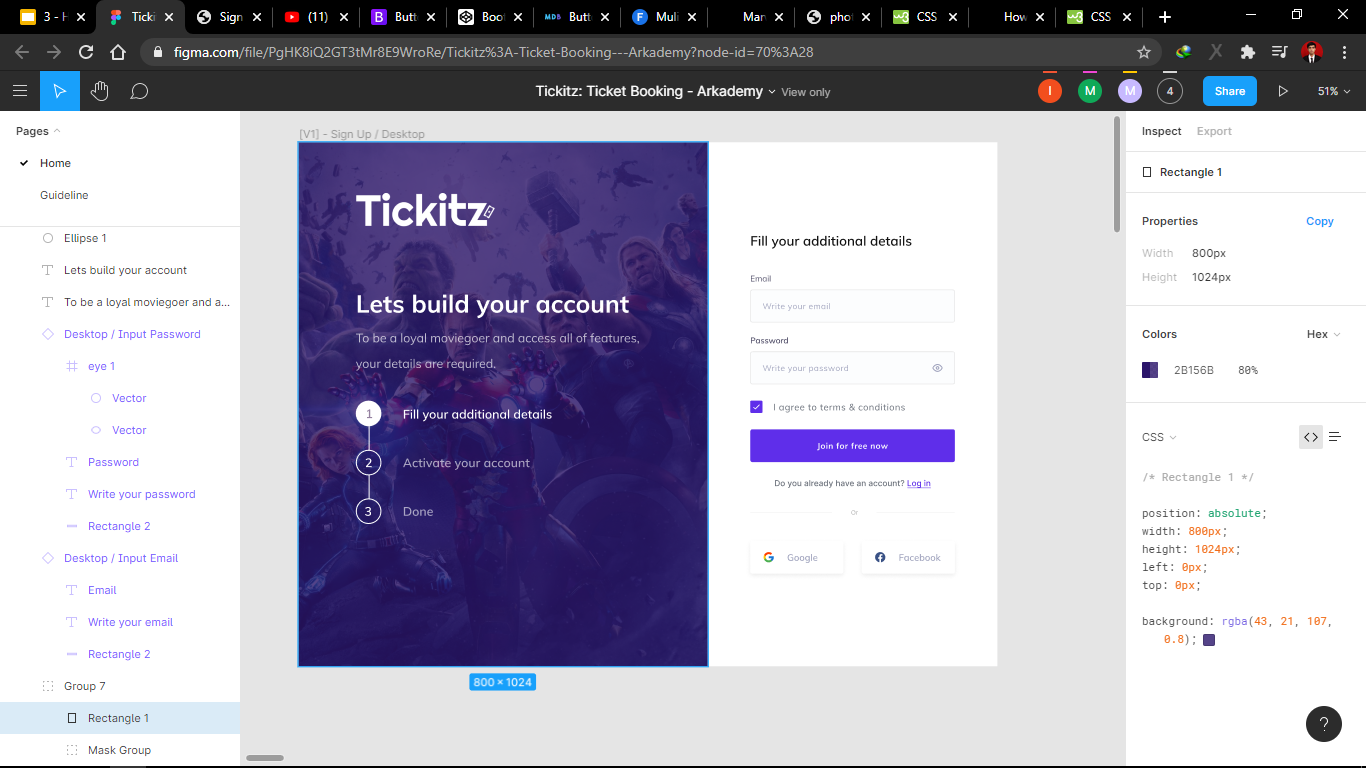 3 - H
Ticki
Sign
(11)
Butt
Boot
MDB
Butt
Muli
Man
phot
CSS
How
CSS
figma.com/file/PgHK8iQ2GT3tMr8E9WroRe/Tickitz%3A-Ticket-Booking---Arkademy?node-id=70%3A28
Tickitz: Ticket Booking - Arkademy
View only
I
M
M
4
Share
51%
Pages
Home
Guideline
Ellipse 1
Lets build your account
To be a loyal moviegoer and a...
Desktop / Input Password
eye 1
Vector
Vector
Password
Write your password
Rectangle 2
Desktop / Input Email
Email
Write your email
Rectangle 2
Group 7
Rectangle 1
Mask Group
[V1] - Sign Up / Desktop
Tickitz
Lets build your account
To be a loyal moviegoer and access all of features,
your details are required.
1
Fill your additional details
2
Activate your account
3
Done
800 × 1024
Fill your additional details
Email
Write your email
Password
Write your password
I agree to terms & conditions
Join for free now
Do you already have an account? Log in
Or
Google
Facebook
Inspect
Export
Rectangle 1
Properties
Copy
Width
800px
Height
1024px
Colors
Hex
2B156B
80%
CSS
/* Rectangle 1 */
position: absolute;
width: 800px;
height: 1024px;
left: 0px;
top: 0px;
background: rgba(43, 21, 107,
0.8);
?